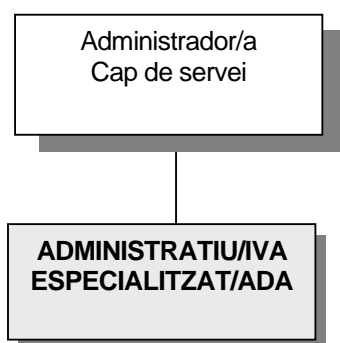 Administrador/a
Cap de servei
ADMINISTRATIU/IVA
ESPECIALITZAT/ADA